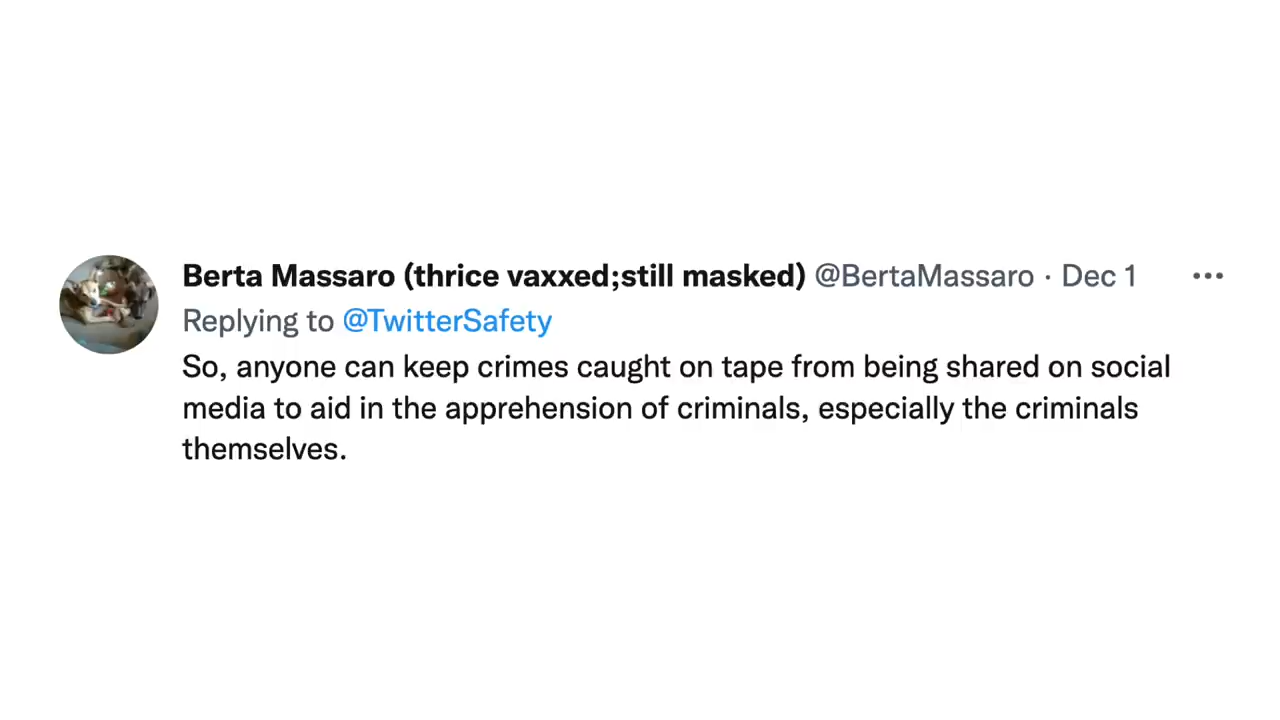 Berta Massaro (thrice vaxxed;still masked) @BertaMassaro · Dec 1
Replying to @TwitterSafety
So, anyone can keep crimes caught on tape from being shared on social
media to aid in the apprehension of criminals, especially the criminals
themselves.